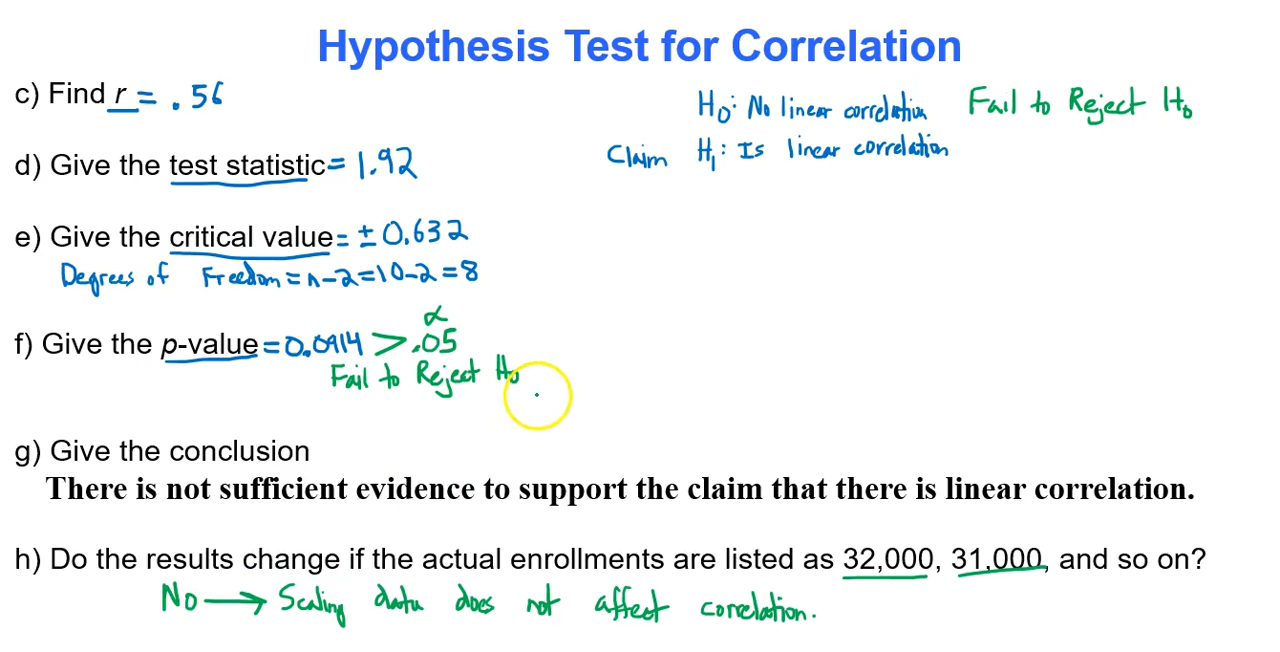 Hypothesis Test for Correlation
c) Find r = .56
H0: No linear correlation Fail to Reject H0
Claim H1: Is linear correlation
d) Give the test statistic = 1.92
e) Give the critical value = ± 0.632
Degrees of Freedom = n-2 = 10-2 = 8
α
f) Give the p-value = 0.0914 > .05
Fail to Reject H0
g) Give the conclusion
There is not sufficient evidence to support the claim that there is linear correlation.
h) Do the results change if the actual enrollments are listed as 32,000, 31,000, and so on?
No → Scaling data does not affect correlation.